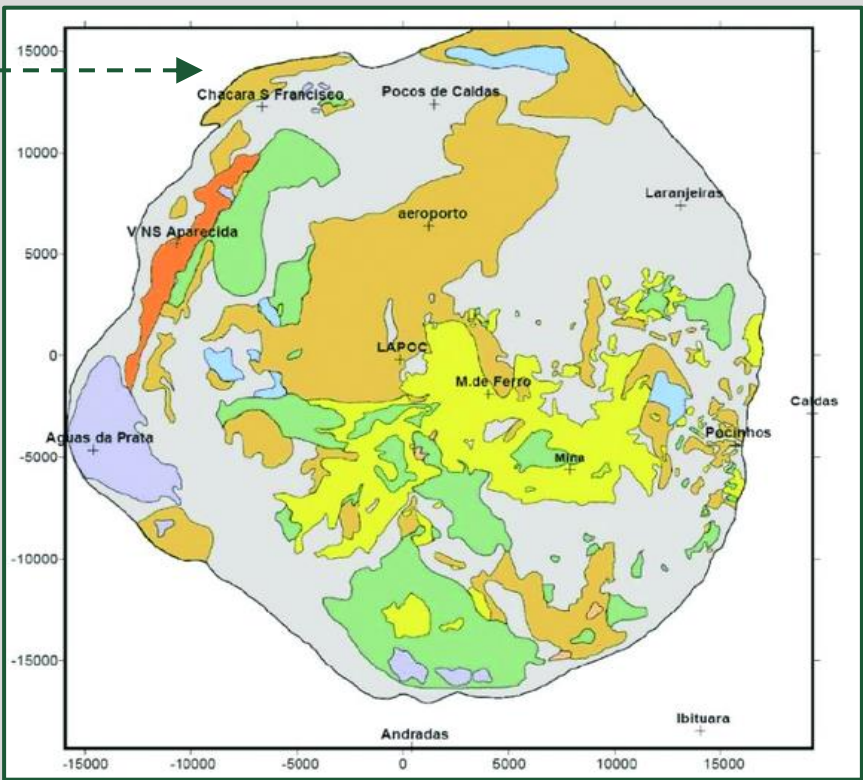 15000
Chacara S Francisco
Pocos de Caldas
10000
Laranjeiras
aeroporto
V NS Aparecida
5000
0
LAPOC
M.de Ferro
Caldas
Aguas da Prata
Pocinhos
-5000
Mina
-10000
-15000
Ibituara
Andradas
-15000 -10000 -5000 0 5000 10000 15000